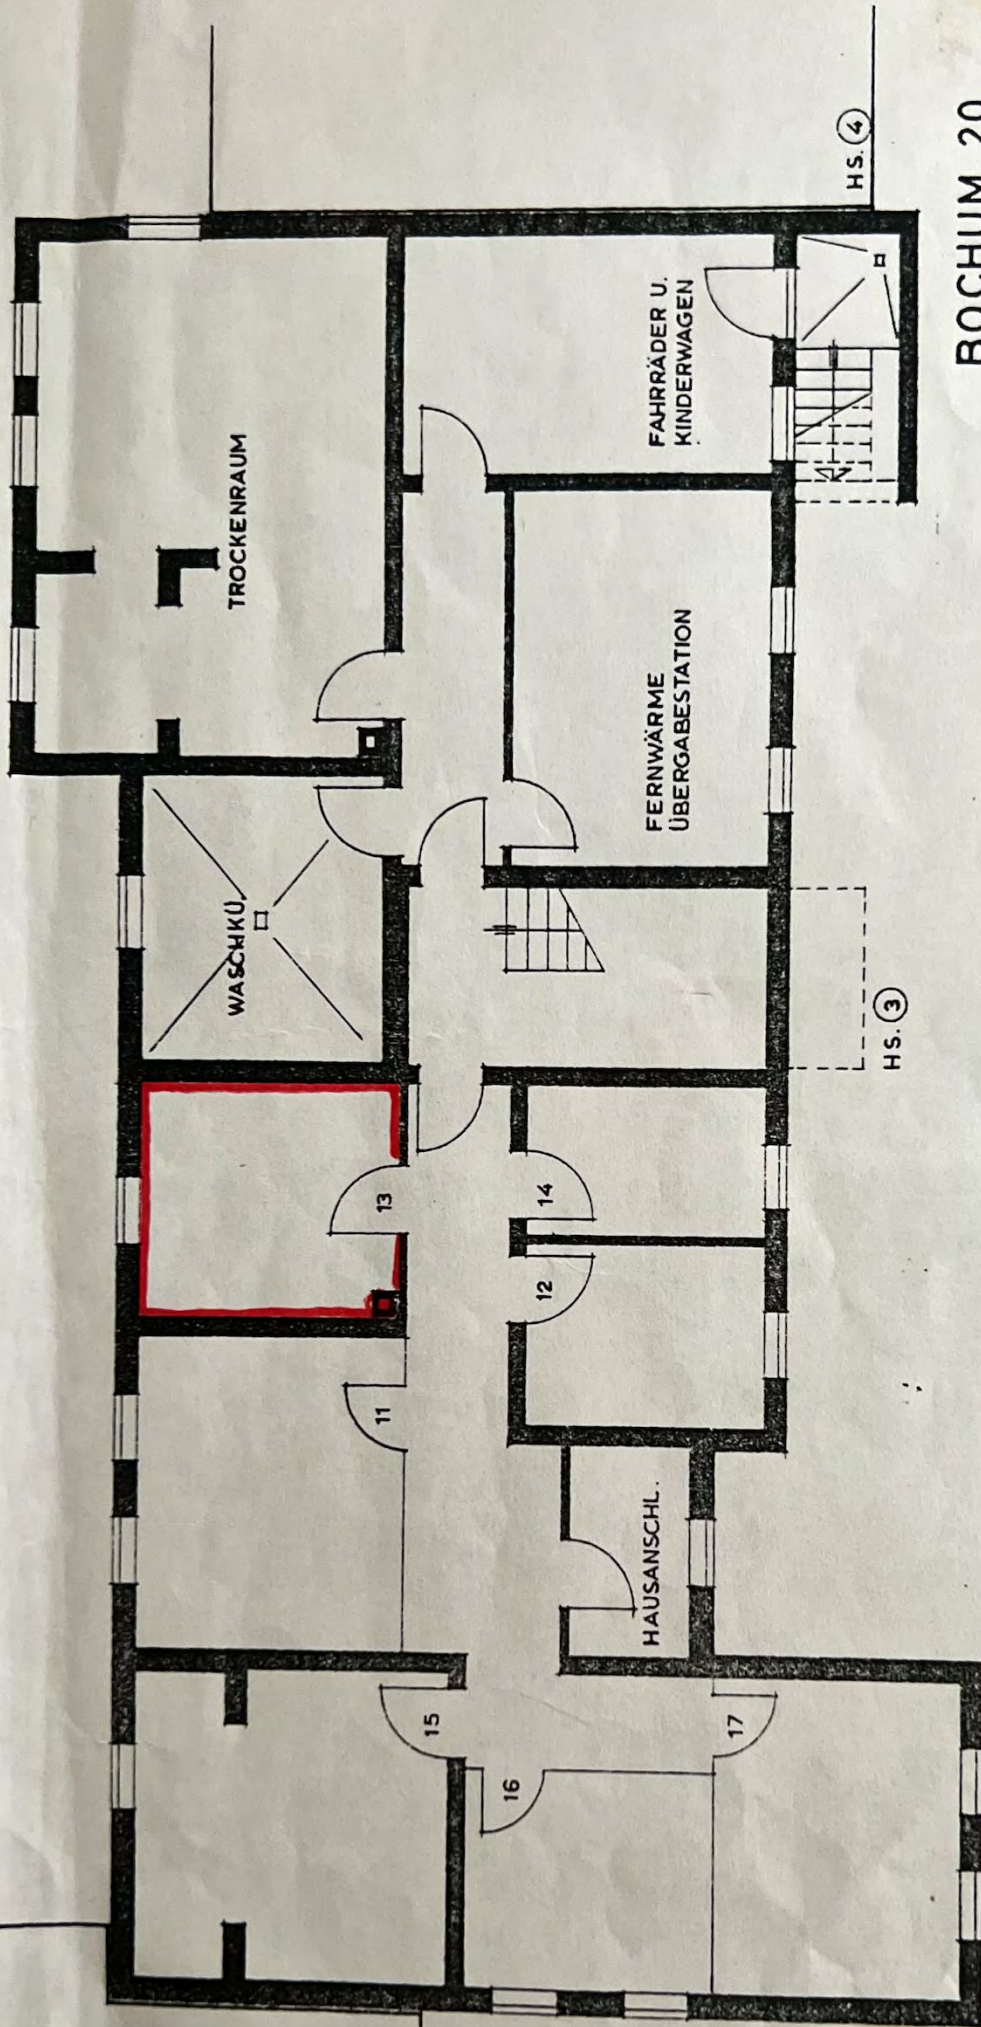 TROCKENRAUM
WASCHKÜ.
FAHRRÄDER U.
KINDERWAGEN
FERNWÄRME
ÜBERGABESTATION
HS. 4
HS. 3
BOCHUM 20
13
14
12
11
HAUSANSCHL.
15
16
17